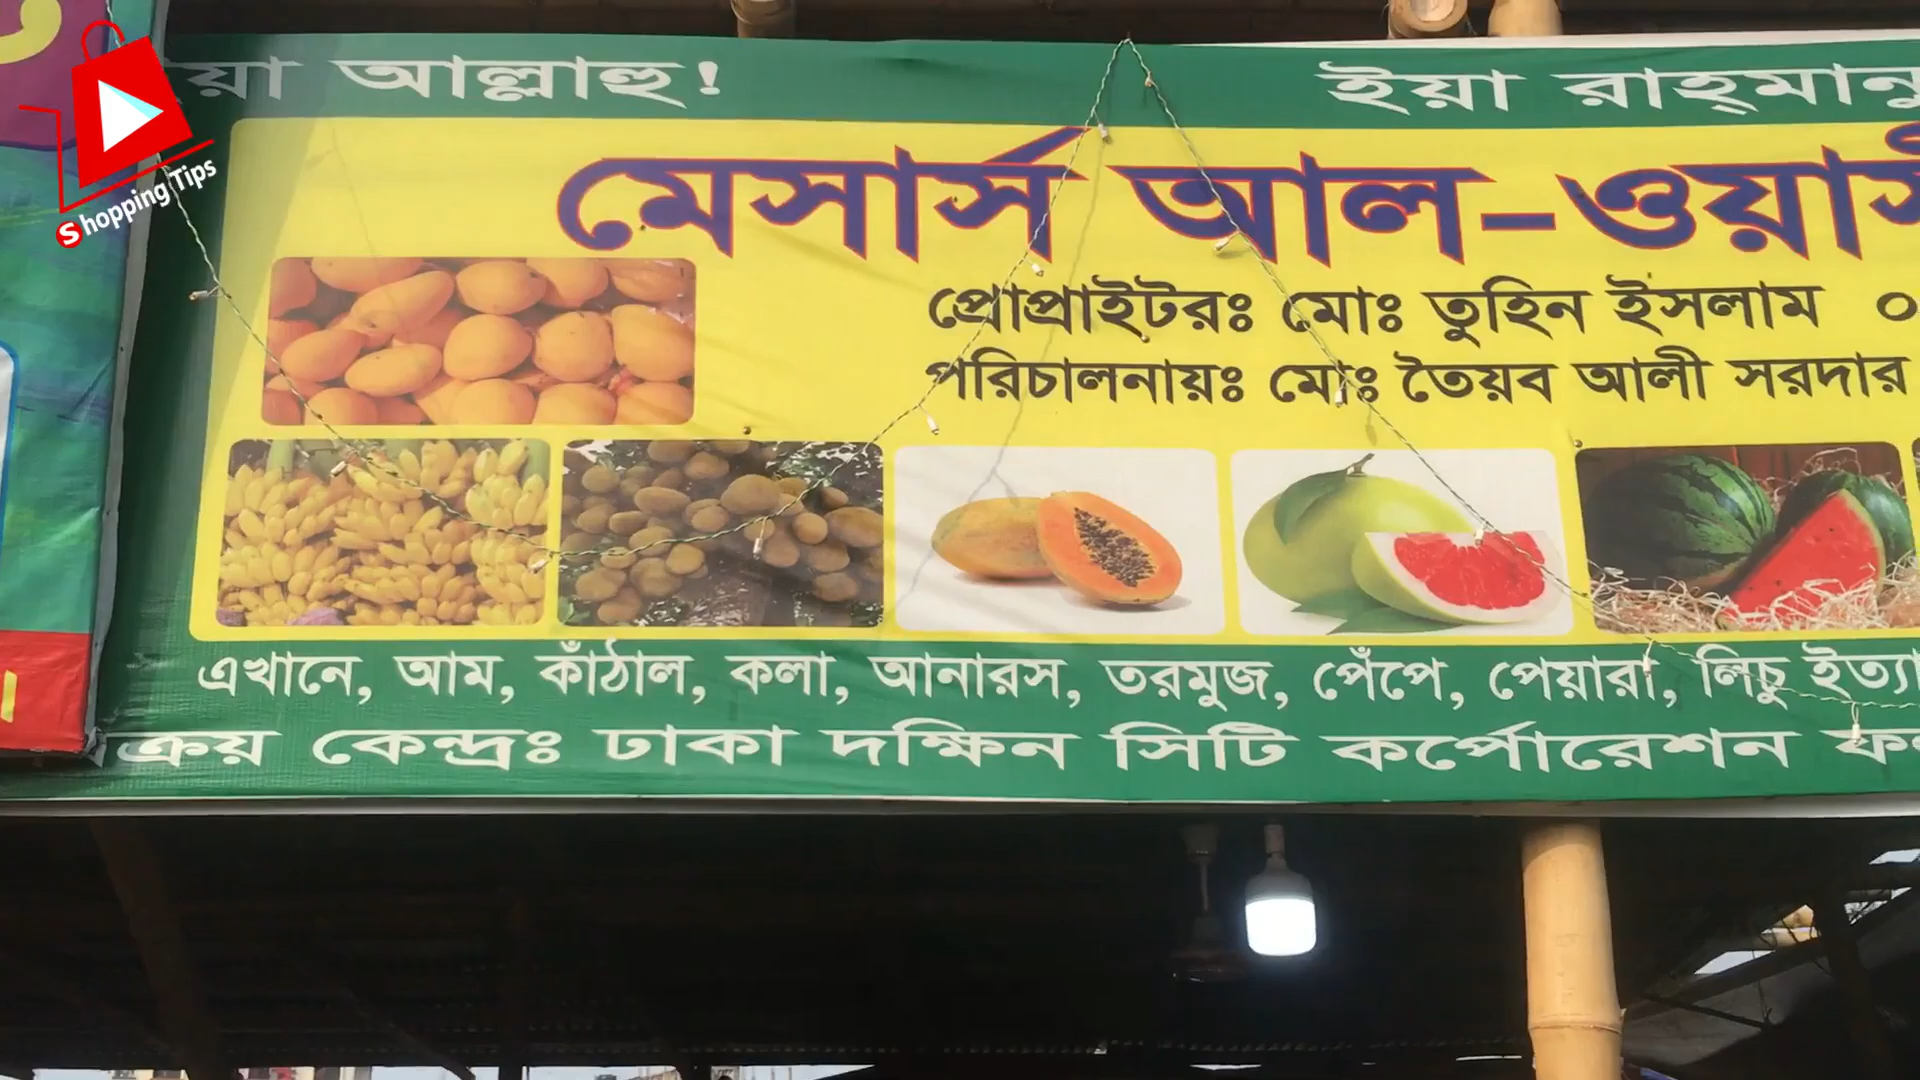 য়া আল্লাহু! ইয়া রাহ্‌মানু
Shopping Tips
মেসার্স আল-ওয়াস
প্রোপ্রাইটরঃ মোঃ তুহিন ইসলাম ০
পরিচালনায়ঃ মোঃ তৈয়ব আলী সরদার
এখানে, আম, কাঁঠাল, কলা, আনারস, তরমুজ, পেঁপে, পেয়ারা, লিচু ইত্যা
ক্রয় কেন্দ্রঃ ঢাকা দক্ষিন সিটি কর্পোরেশন ফ